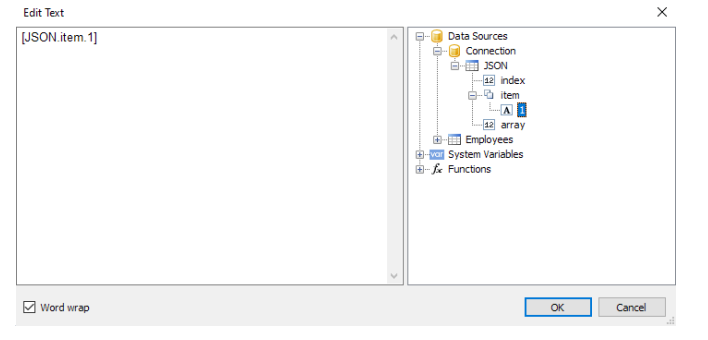 Edit Text
[JSON.item.1]
Data Sources
Connection
JSON
12 index
item
A 1
12 array
Employees
var System Variables
fx Functions
Word wrap
OK
Cancel